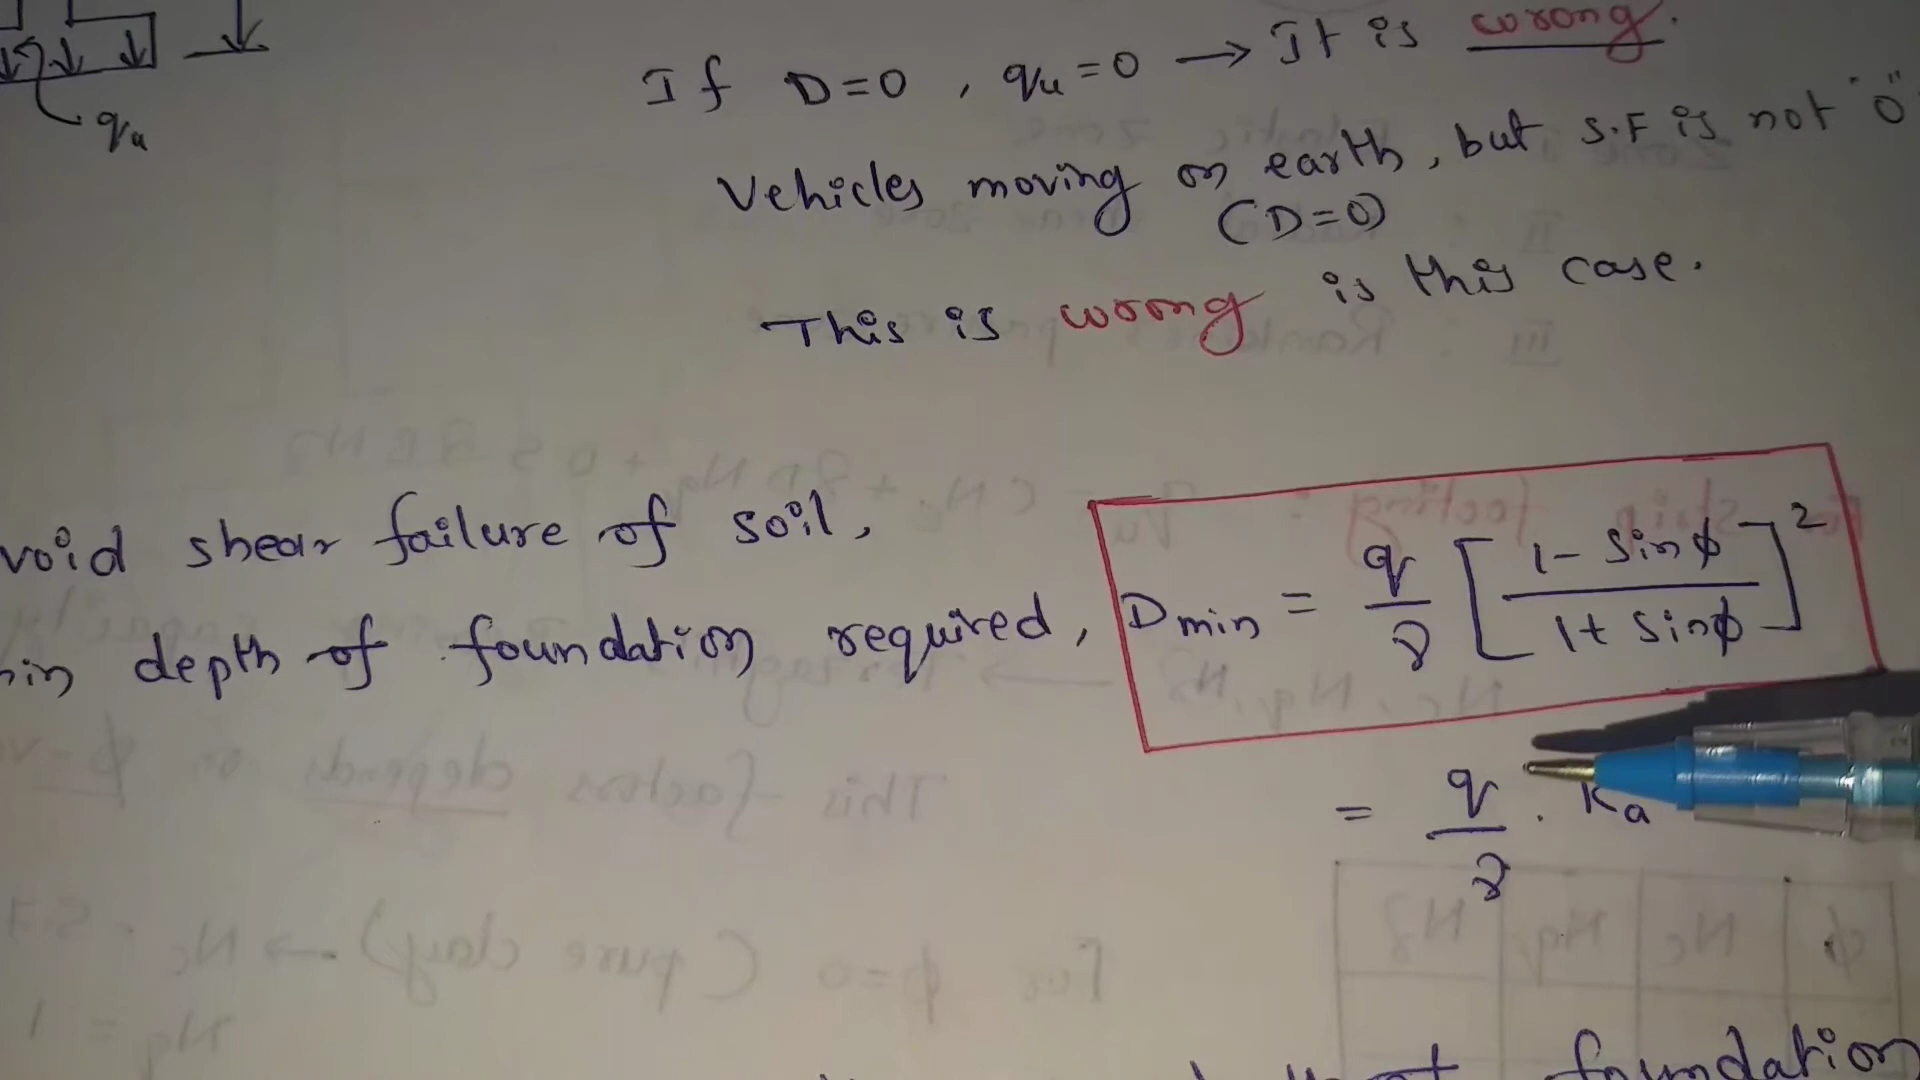 If D=0 , qu=0 → It is wrong.
qu
Vehicles moving on earth, but S.F is not "0"
(D=0)
This is wrong is this case.
void shear failure of soil,
min depth of foundation required, Dmin = q/γ [1- Sinφ / 1+ Sinφ]²
= q/γ . Ka
foundation